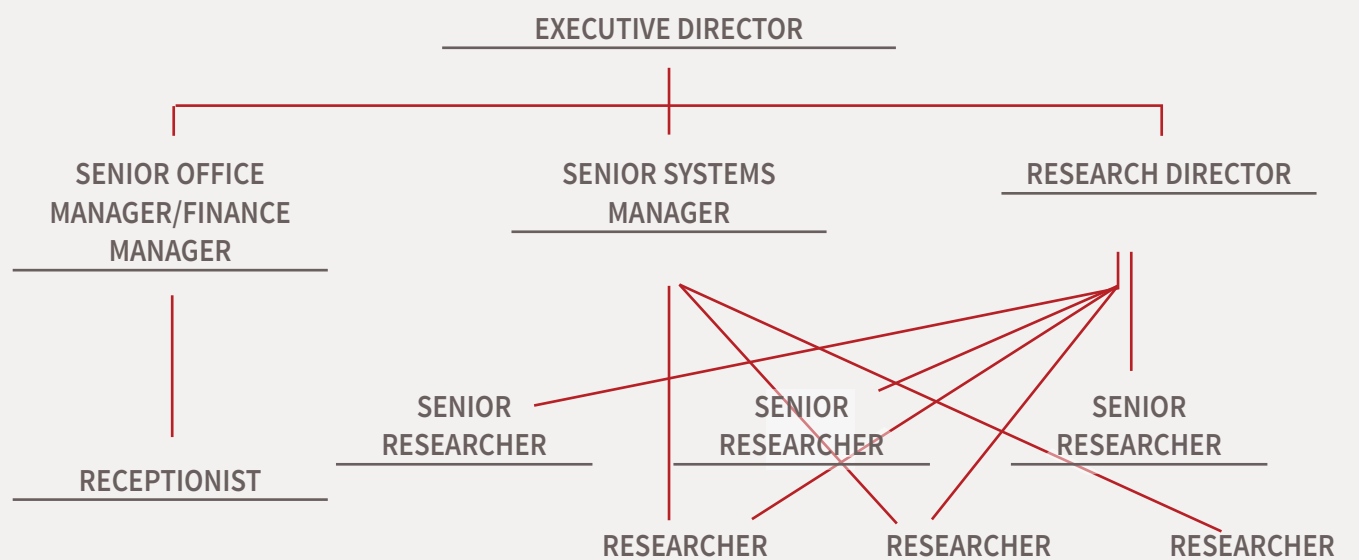 EXECUTIVE DIRECTOR
SENIOR OFFICE
MANAGER/FINANCE
MANAGER
SENIOR SYSTEMS
MANAGER
RESEARCH DIRECTOR
SENIOR
RESEARCHER
SENIOR
RESEARCHER
SENIOR
RESEARCHER
RECEPTIONIST
RESEARCHER
RESEARCHER
RESEARCHER